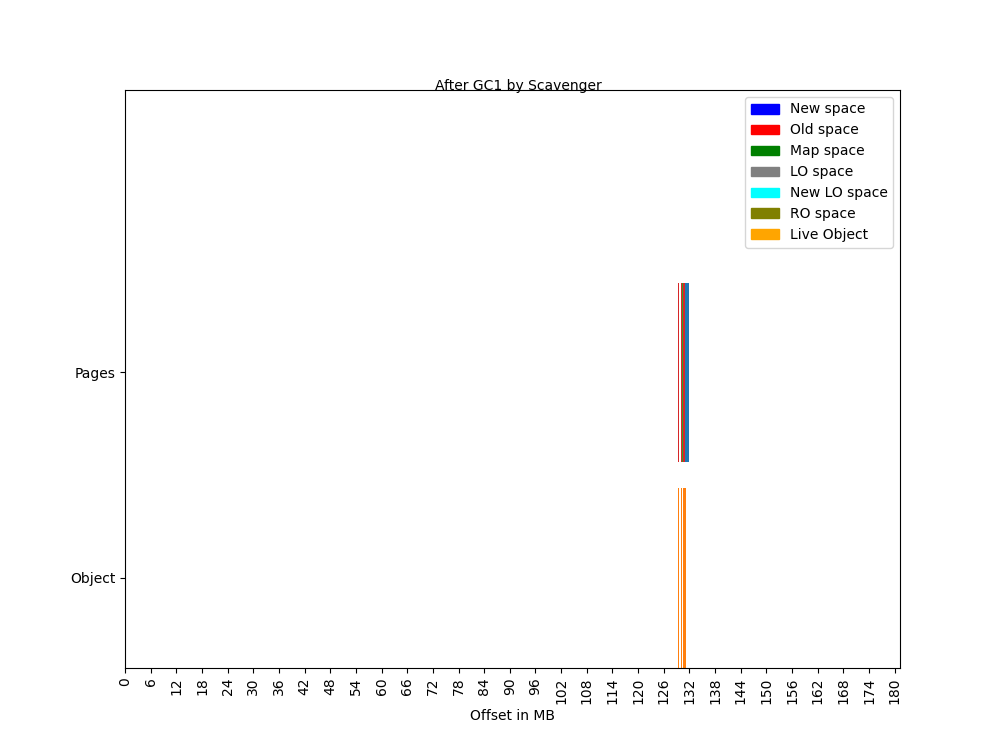 After GC1 by Scavenger
New space
Old space
Map space
LO space
New LO space
RO space
Live Object
Pages
Object
0 6 12 18 24 30 36 42 48 54 60 66 72 78 84 90 96 102 108 114 120 126 132 138 144 150 156 162 168 174 180
Offset in MB